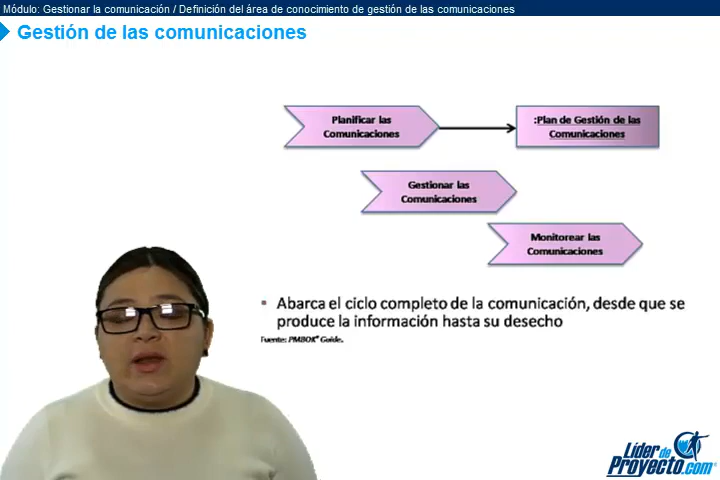 Módulo: Gestionar la comunicación / Definición del área de conocimiento de gestión de las comunicaciones
Gestión de las comunicaciones
Planificar las
Comunicaciones
:Plan de Gestión de las
Comunicaciones
Gestionar las
Comunicaciones
Monitorear las
Comunicaciones
▪ Abarca el ciclo completo de la comunicación, desde que se
produce la información hasta su desecho
Fuente: PMBOK® Guide.
Líder de
Proyecto.com®